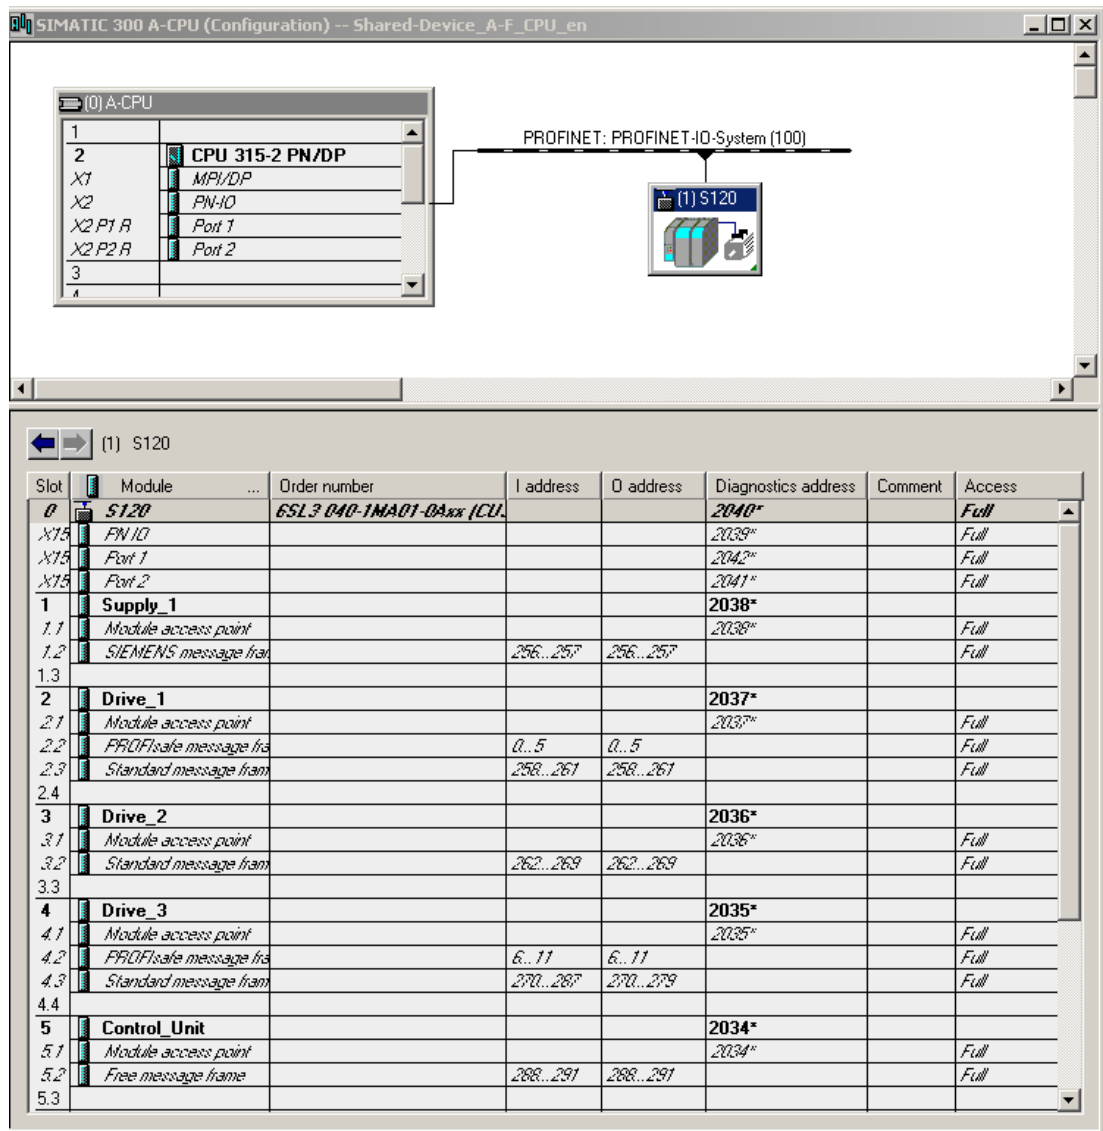 SIMATIC 300 A-CPU (Configuration) -- Shared-Device_A-F_CPU_en
(0) A-CPU
1
2 CPU 315-2 PN/DP
X1 MPI/DP
X2 PN-IO
X2 P1 R Port 1
X2 P2 R Port 2
3
PROFINET: PROFINET-IO-System (100)
(1) S120
(1) S120
Slot Module ... Order number I address O address Diagnostics address Comment Access
0 S120 6SL3 040-1MA01-0Axx (CU. 2040* Full
X15 PN IO 2039* Full
X15 Port 1 2042* Full
X15 Port 2 2041* Full
1 Supply_1 2038*
1.1 Module access point 2038* Full
1.2 SIEMENS message fram 256...257 256...257 Full
1.3
2 Drive_1 2037*
2.1 Module access point 2037* Full
2.2 PROFIsafe message fra 0...5 0...5 Full
2.3 Standard message fram 258...261 258...261 Full
2.4
3 Drive_2 2036*
3.1 Module access point 2036* Full
3.2 Standard message fram 262...269 262...269 Full
3.3
4 Drive_3 2035*
4.1 Module access point 2035* Full
4.2 PROFIsafe message fra 6...11 6...11 Full
4.3 Standard message fram 270...287 270...279 Full
4.4
5 Control_Unit 2034*
5.1 Module access point 2034* Full
5.2 Free message frame 288...291 288...291 Full
5.3